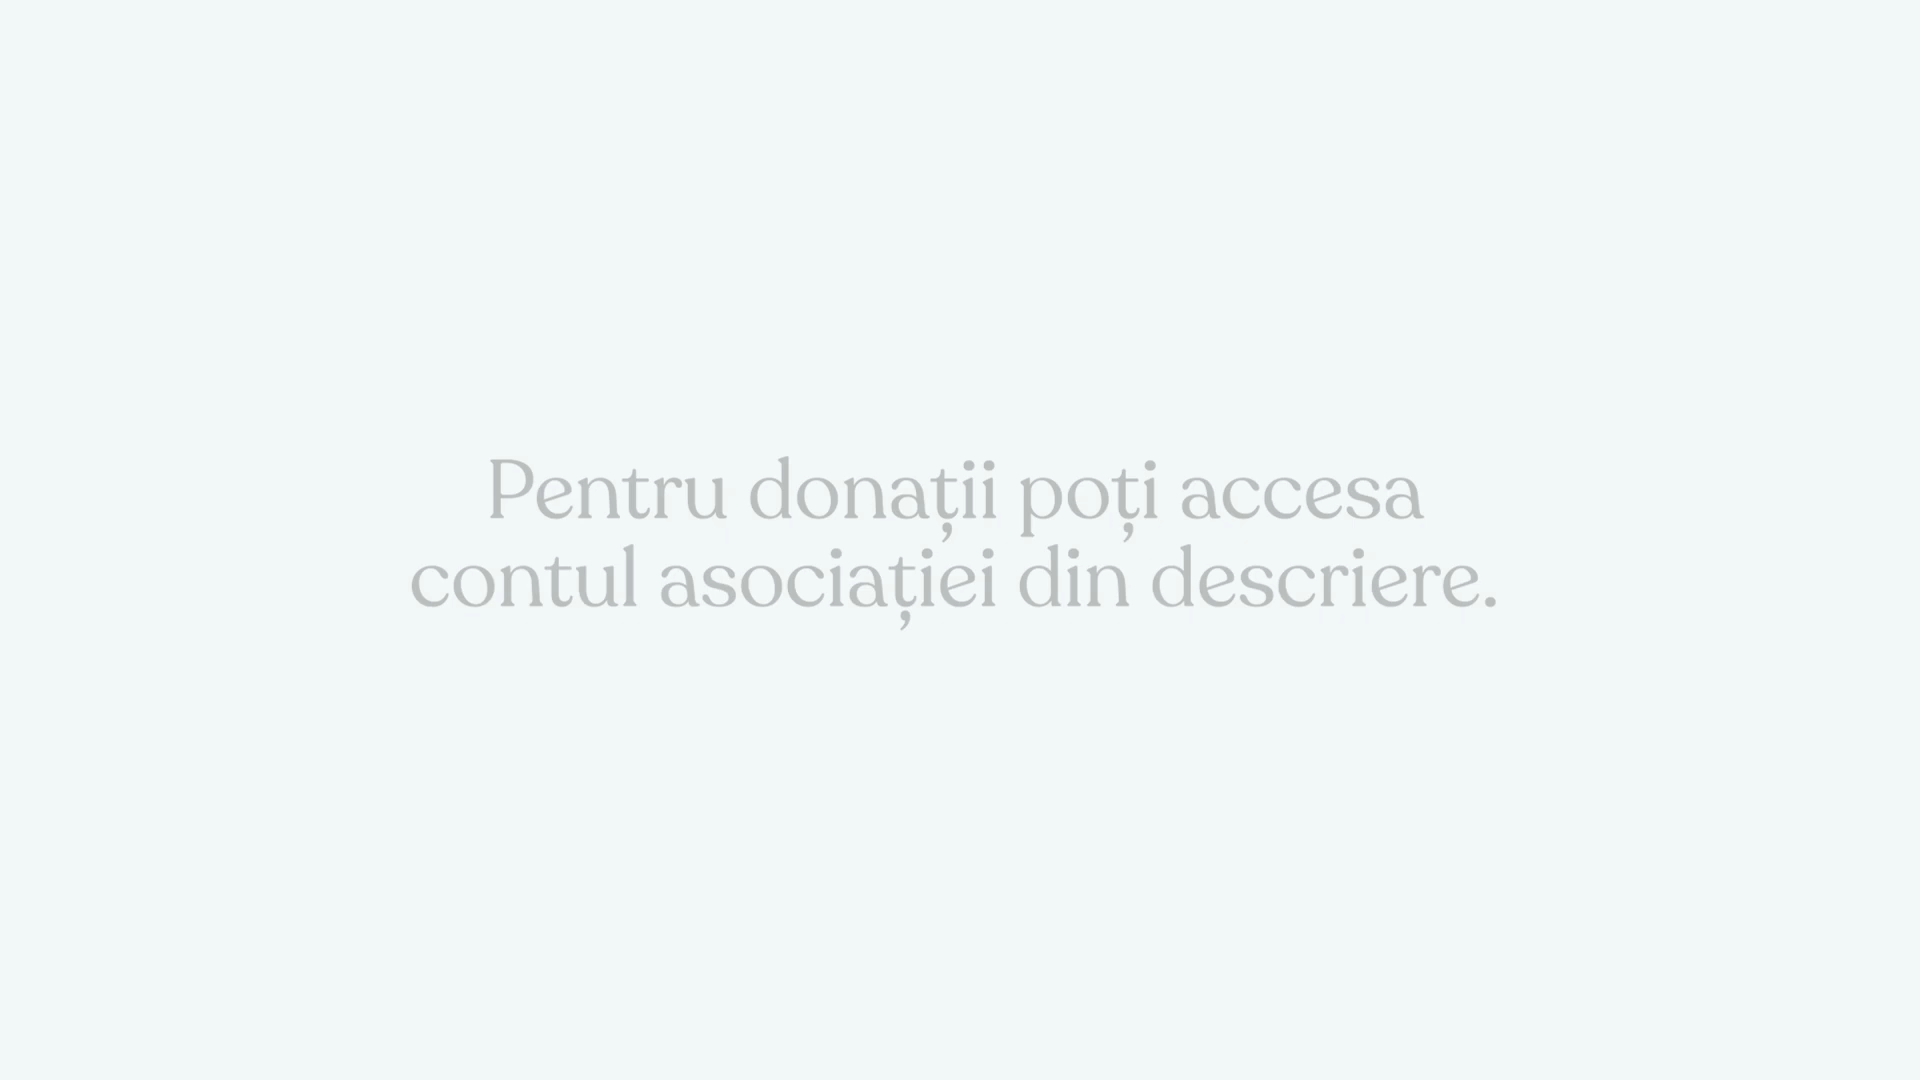 Pentru donații poți accesa
contul asociației din descriere.